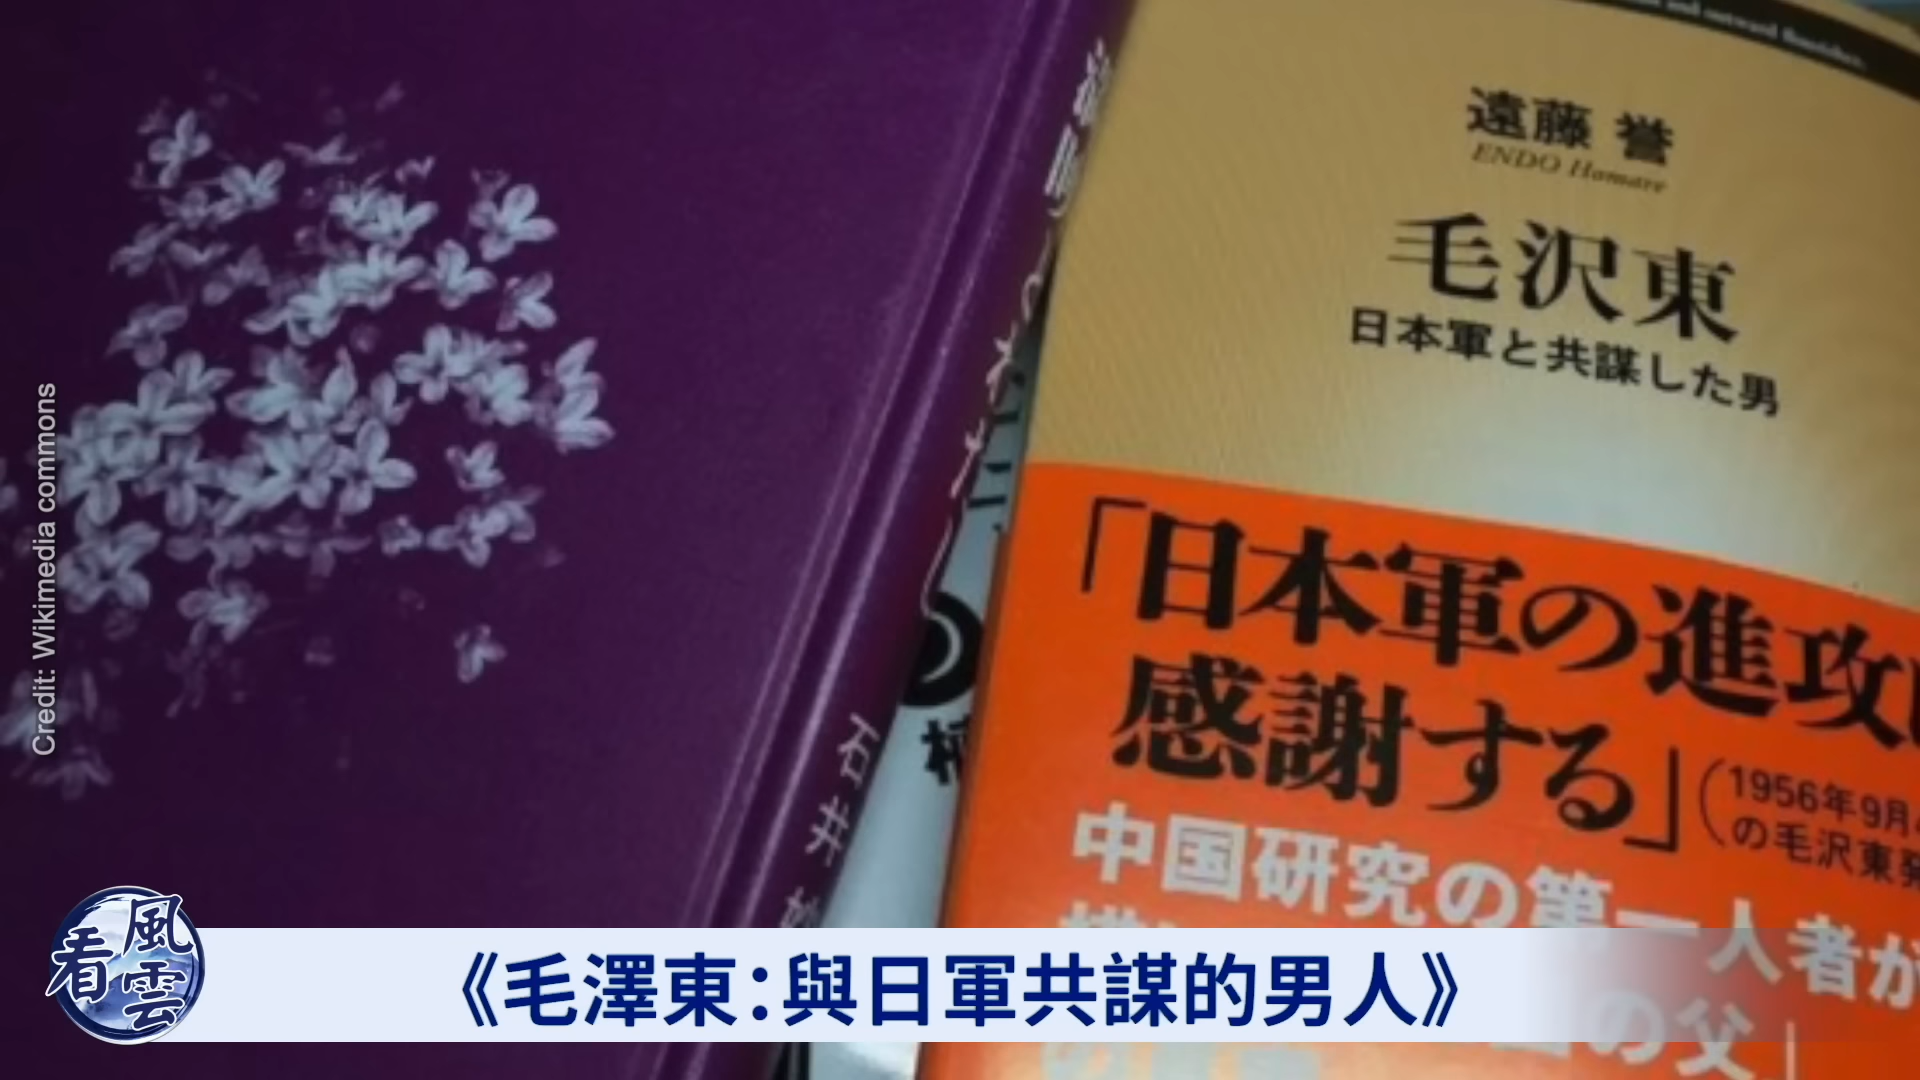 遠藤 誉
ENDO Homare
毛沢東
日本軍と共謀した男
「日本軍の進攻に
感謝する」
(1956年9月
の毛沢東発
中国研究の第一人者が
の父」
石井
Credit: Wikimedia commons
看風雲
《毛澤東:與日軍共謀的男人》